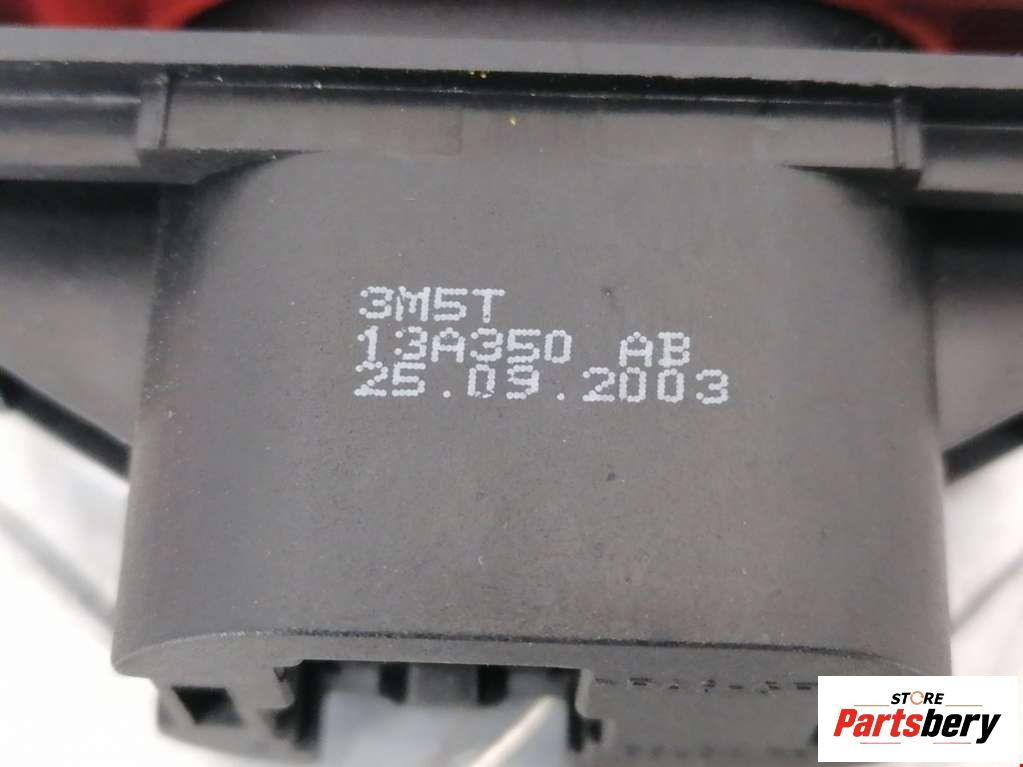 3M5T
13A350 AB
25.09.2003
STORE
Partsbery